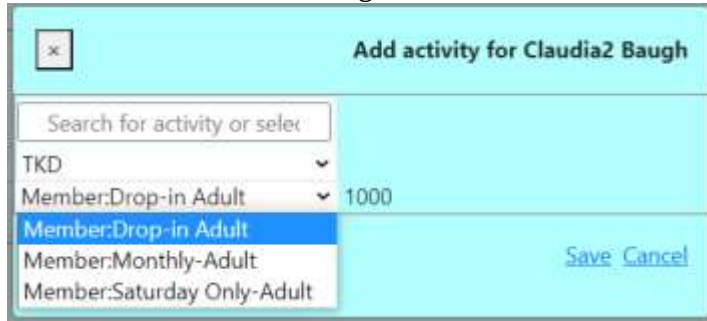 ×
Add activity for Claudia2 Baugh
Search for activity or selec
TKD
Member:Drop-in Adult
1000
Member:Drop-in Adult
Member:Monthly-Adult
Member:Saturday Only-Adult
Save Cancel